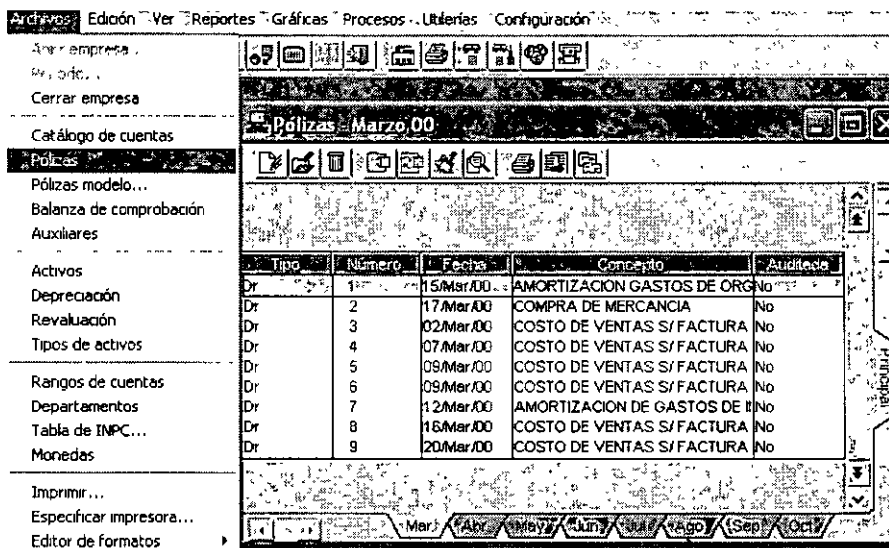 Archivos Edición Ver Reportes Gráficas Procesos Utilerías Configuración
Abrir empresa...
Periodo...
Cerrar empresa
Catálogo de cuentas
Pólizas
Pólizas modelo...
Balanza de comprobación
Auxiliares
Activos
Depreciación
Revaluación
Tipos de activos
Rangos de cuentas
Departamentos
Tabla de INPC...
Monedas
Imprimir...
Especificar impresora...
Editor de formatos
Pólizas - Marzo,00
Tipo Número Fecha Concepto Auditada
Dr 1 15/Mar/00 AMORTIZACION GASTOS DE ORG No
Dr 2 17/Mar/00 COMPRA DE MERCANCIA No
Dr 3 02/Mar/00 COSTO DE VENTAS S/ FACTURA No
Dr 4 07/Mar/00 COSTO DE VENTAS S/ FACTURA No
Dr 5 09/Mar/00 COSTO DE VENTAS S/ FACTURA No
Dr 6 09/Mar/00 COSTO DE VENTAS S/ FACTURA No
Dr 7 12/Mar/00 AMORTIZACION DE GASTOS DE No
Dr 8 16/Mar/00 COSTO DE VENTAS S/ FACTURA No
Dr 9 20/Mar/00 COSTO DE VENTAS S/ FACTURA No
Principal
Mar Abr May Jun Jul Ago Sep Oct